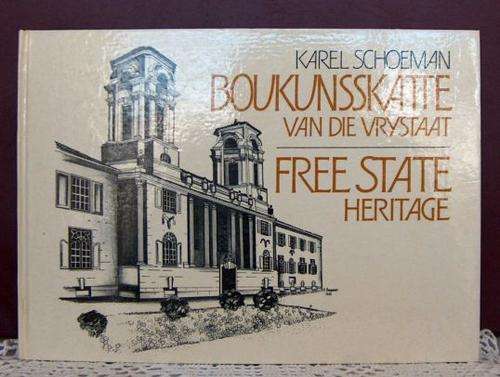 KAREL SCHOEMAN
BOUKUNSSKATTE
VAN DIE VRYSTAAT
FREE STATE
HERITAGE